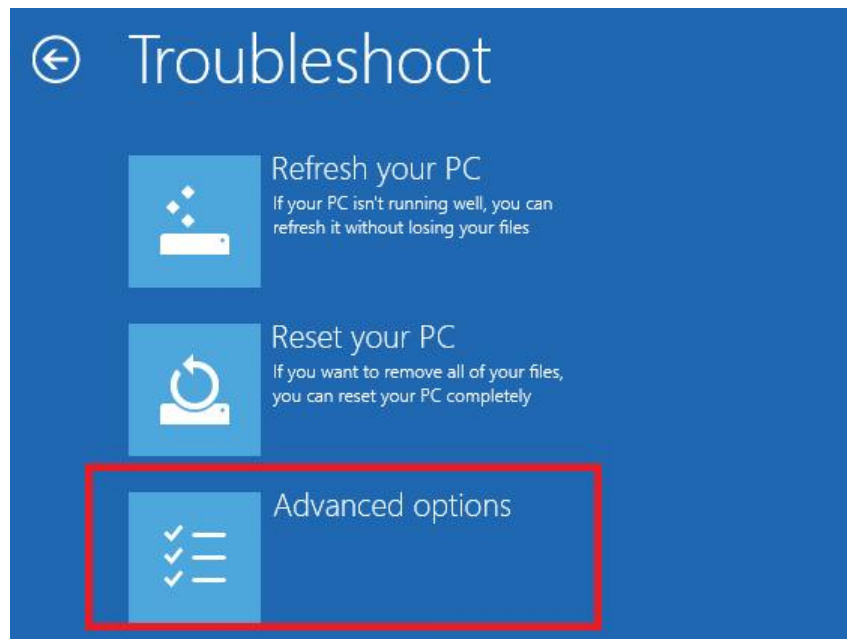 Troubleshoot
Refresh your PC
If your PC isn't running well, you can
refresh it without losing your files
Reset your PC
If you want to remove all of your files,
you can reset your PC completely
Advanced options